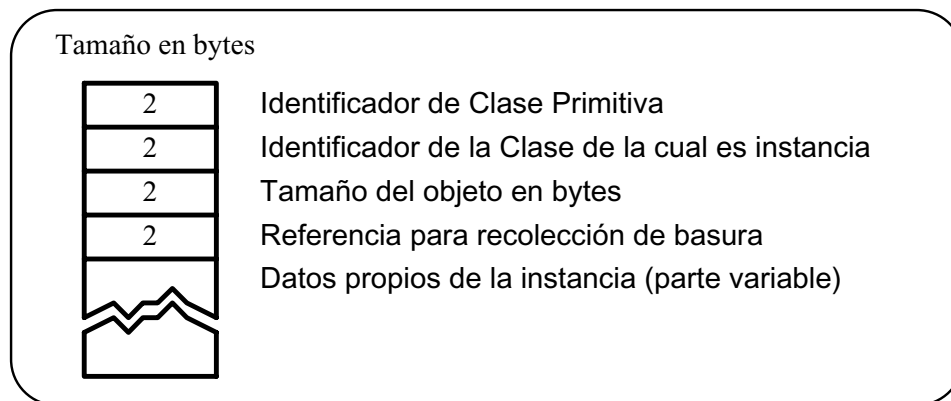 Tamaño en bytes
2 Identificador de Clase Primitiva
2 Identificador de la Clase de la cual es instancia
2 Tamaño del objeto en bytes
2 Referencia para recolección de basura
Datos propios de la instancia (parte variable)